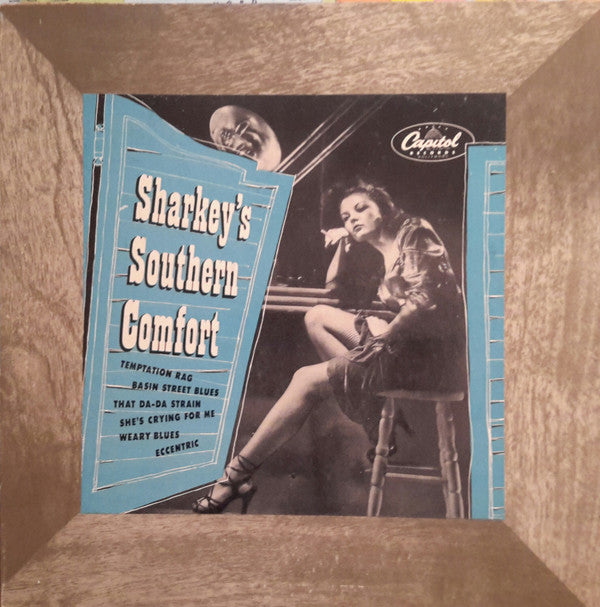 Capitol
RECORDS
Sharkey's
Southern
Comfort
TEMPTATION RAG
BASIN STREET BLUES
THAT DA-DA STRAIN
SHE'S CRYING FOR ME
WEARY BLUES
ECCENTRIC